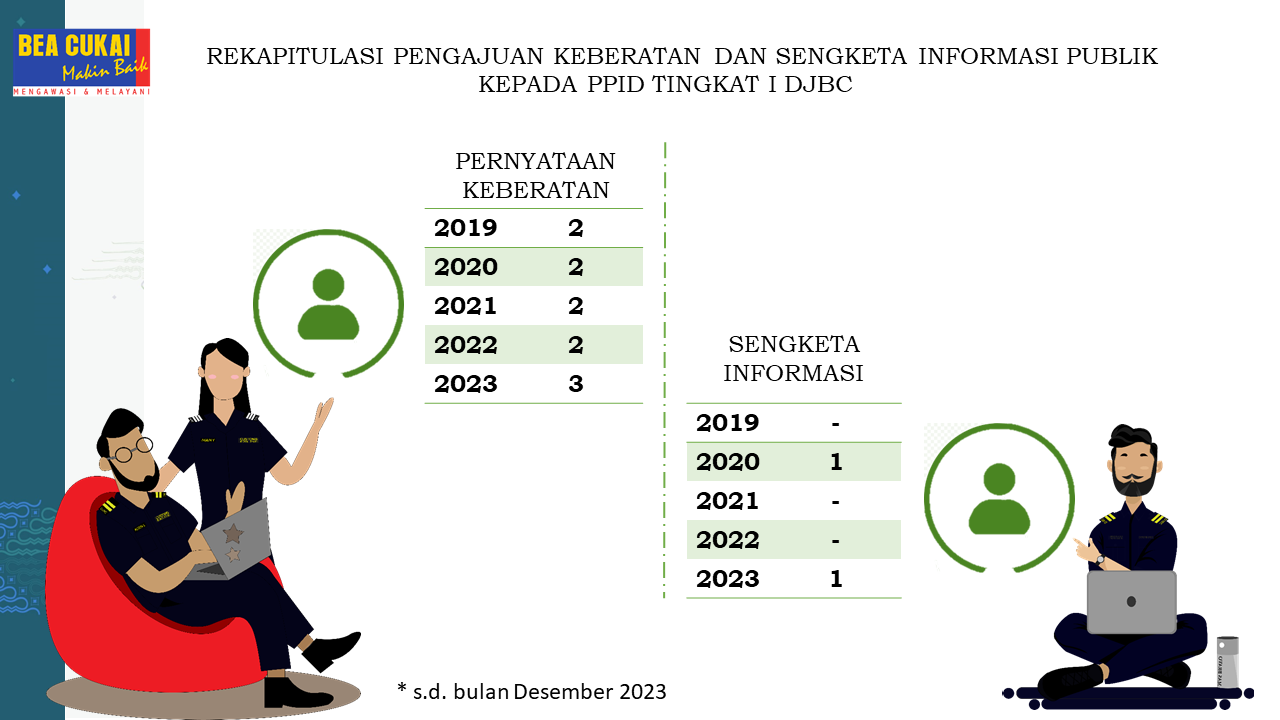 BEA CUKAI
Makin Baik
MENGAWASI & MELAYANI
REKAPITULASI PENGAJUAN KEBERATAN DAN SENGKETA INFORMASI PUBLIK
KEPADA PPID TINGKAT I DJBC
PERNYATAAN
KEBERATAN
2019 2
2020 2
2021 2
2022 2
2023 3
SENGKETA
INFORMASI
2019 -
2020 1
2021 -
2022 -
2023 1
* s.d. bulan Desember 2023